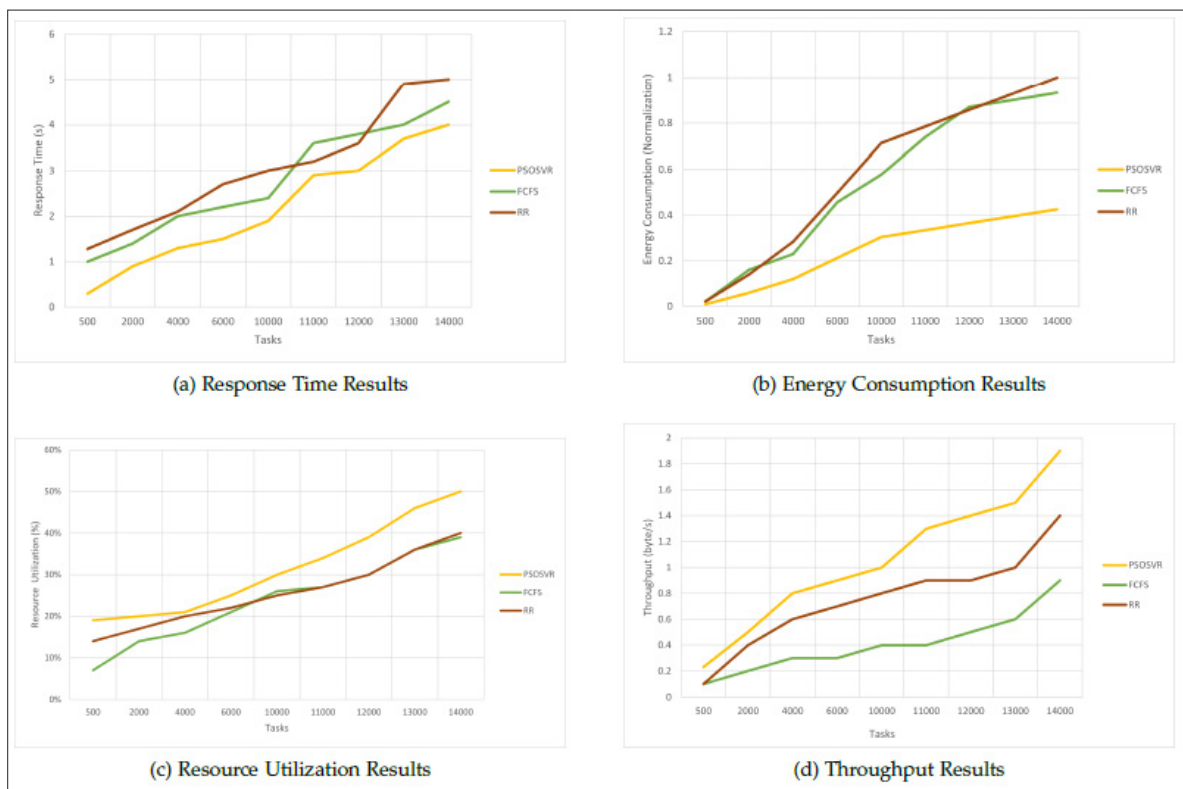 6
5
4
3
2
1
0
Response Time (s)
500 2000 4000 6000 10000 11000 12000 13000 14000
Tasks
PSOSVR
FCFS
RR
(a) Response Time Results
1.2
1
0.8
0.6
0.4
0.2
0
Energy Consumption (Normalization)
500 2000 4000 6000 10000 11000 12000 13000 14000
Tasks
PSOSVR
FCFS
RR
(b) Energy Consumption Results
60%
50%
40%
30%
20%
10%
0%
Resource Utilization (%)
500 2000 4000 6000 10000 11000 12000 13000 14000
Tasks
PSOSVR
FCFS
RR
(c) Resource Utilization Results
2
1.8
1.6
1.4
1.2
1
0.8
0.6
0.4
0.2
0
Throughput (byte/s)
500 2000 4000 6000 10000 11000 12000 13000 14000
Tasks
PSOSVR
FCFS
RR
(d) Throughput Results